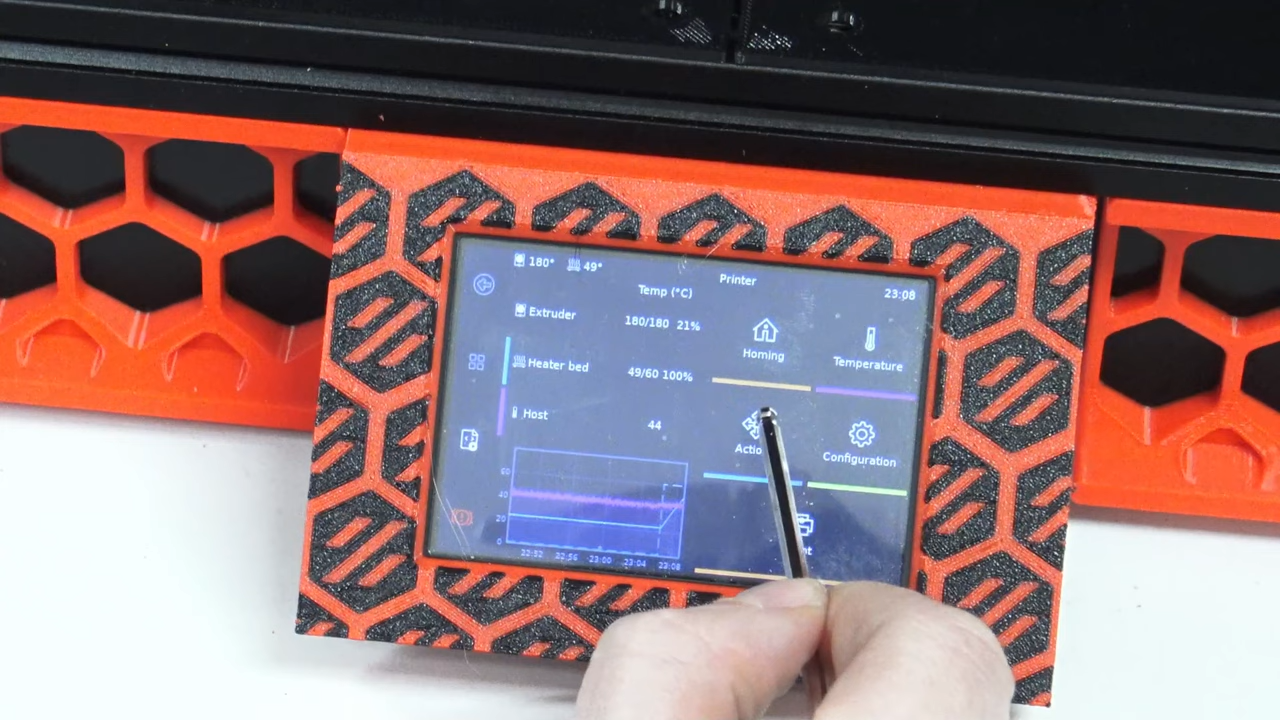 180° 49°
Printer
23:08
Temp (°C)
Extruder 180/180 21%
Heater bed 49/60 100%
Host 44
Homing
Temperature
Configuration
40
20
0
22:52 22:56 23:00 23:04 23:08